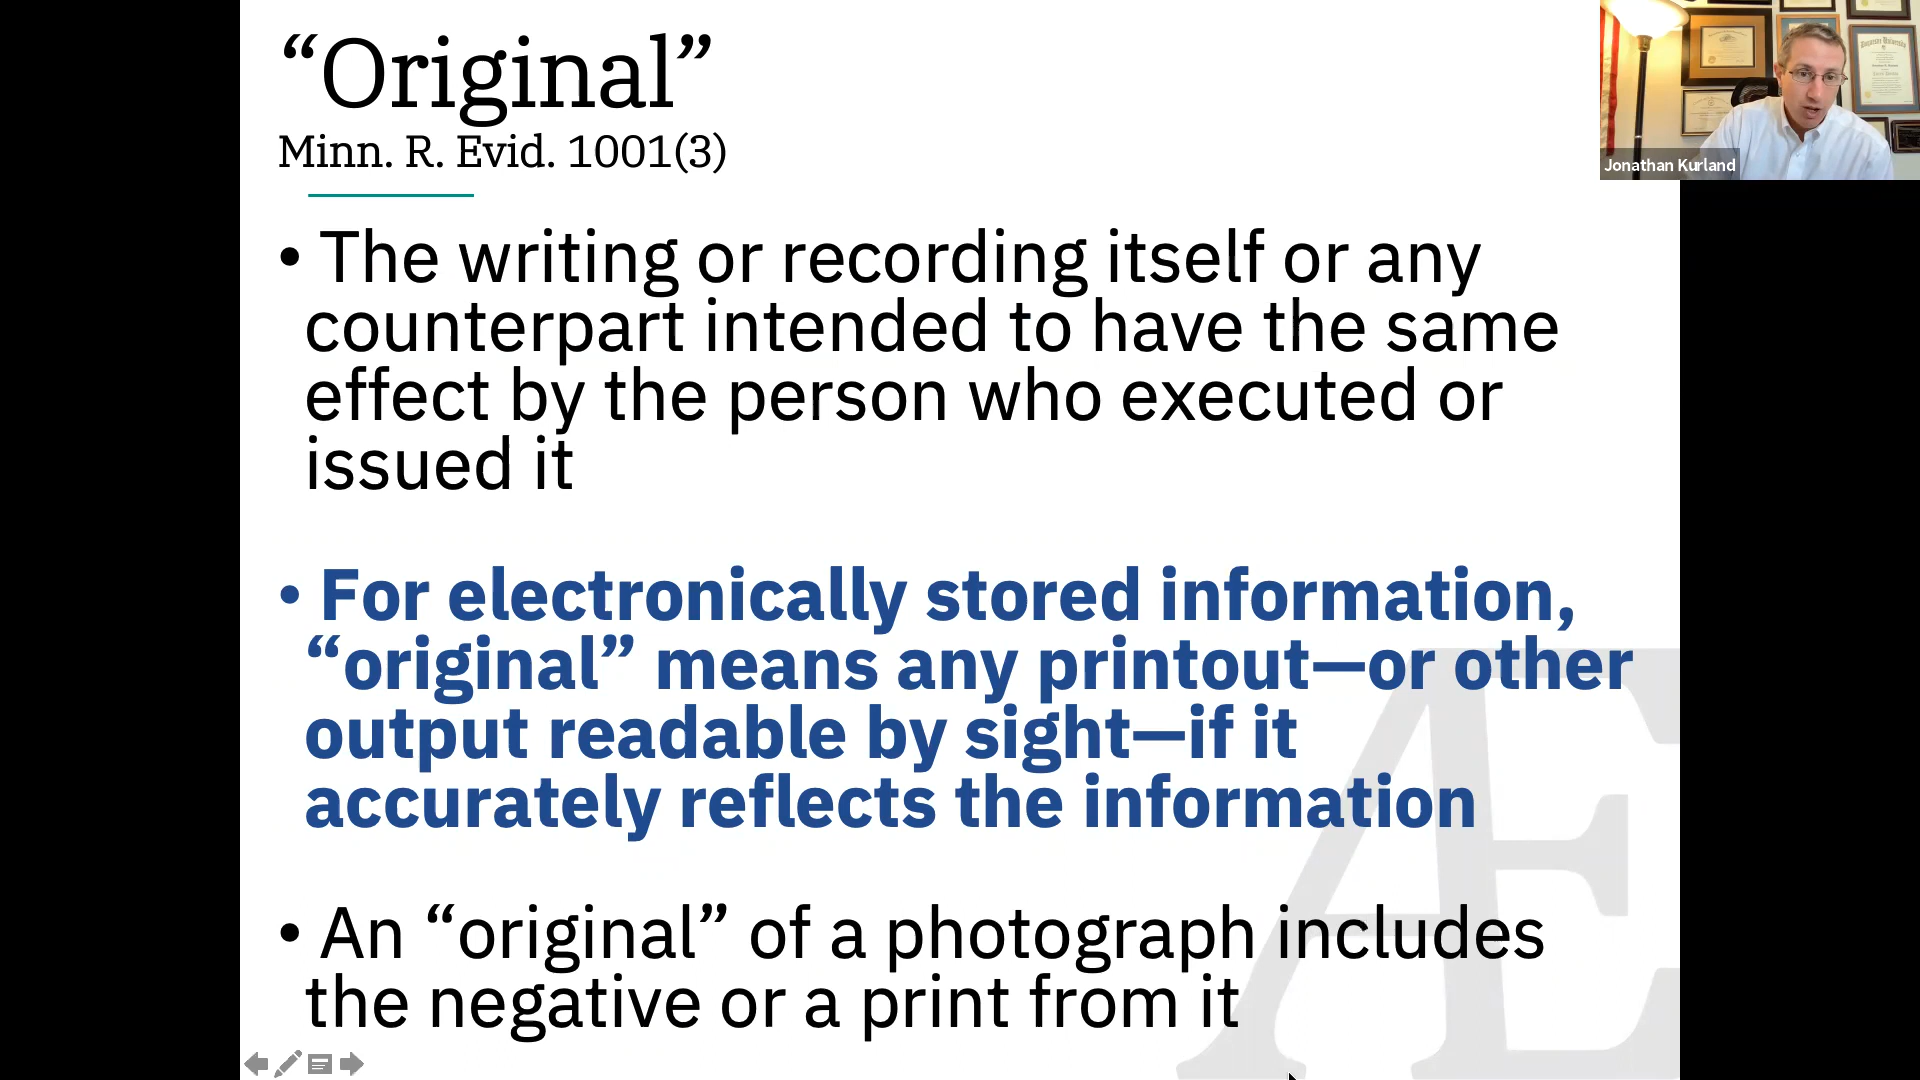 “Original”
Minn. R. Evid. 1001(3)
• The writing or recording itself or any
counterpart intended to have the same
effect by the person who executed or
issued it
• For electronically stored information,
“original” means any printout—or other
output readable by sight—if it
accurately reflects the information
• An “original” of a photograph includes
the negative or a print from it
Æ
Jonathan Kurland